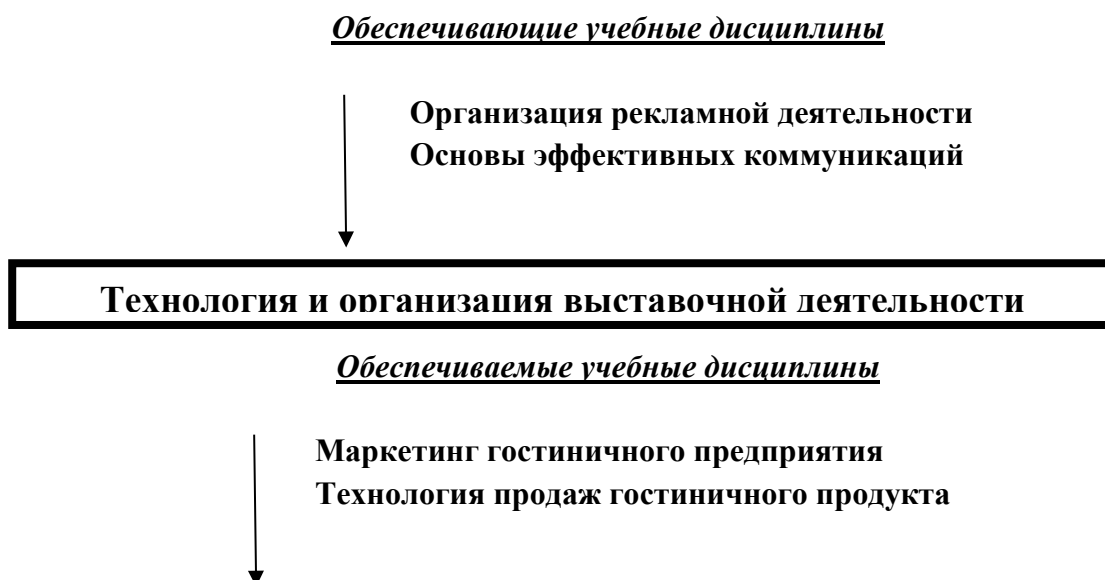 Обеспечивающие учебные дисциплины
Организация рекламной деятельности
Основы эффективных коммуникаций
Технология и организация выставочной деятельности
Обеспечиваемые учебные дисциплины
Маркетинг гостиничного предприятия
Технология продаж гостиничного продукта